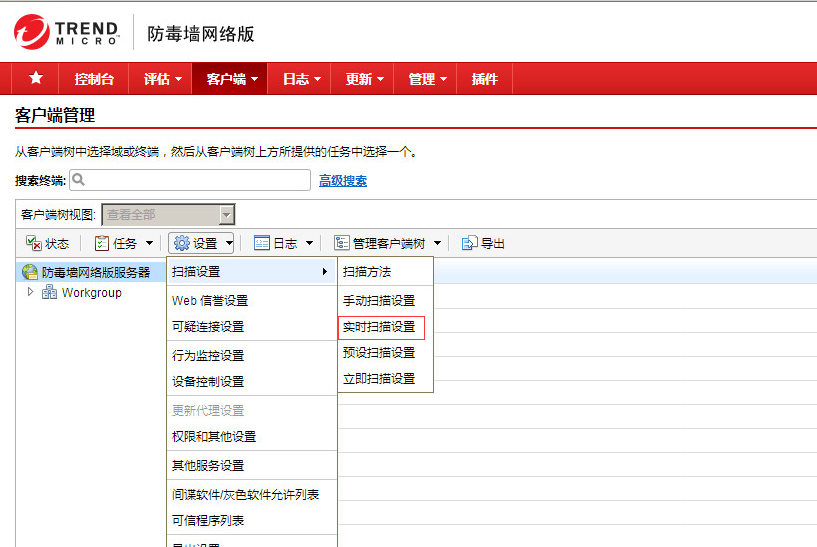 TREND MICRO 防毒墙网络版
控制台 评估 客户端 日志 更新 管理 插件
客户端管理
从客户端树中选择域或终端，然后从客户端树上方所提供的任务中选择一个。
搜索终端: 高级搜索
客户端树视图: 查看全部
状态 任务 设置 日志 管理客户端树 导出
防毒墙网络版服务器 扫描设置 扫描方法
Workgroup
Web 信誉设置 手动扫描设置
可疑连接设置 实时扫描设置
行为监控设置 预设扫描设置
设备控制设置 立即扫描设置
更新代理设置
权限和其他设置
其他服务设置
间谍软件/灰色软件允许列表
可信程序列表